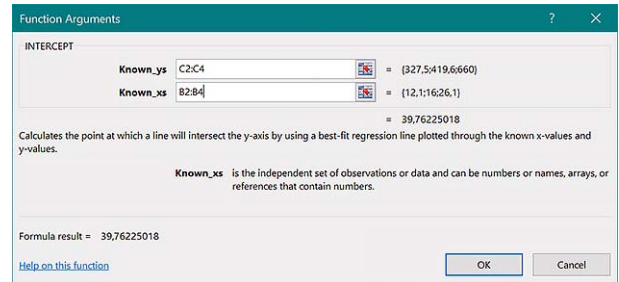 Function Arguments ? ×
INTERCEPT
Known_ys C2:C4 = {327,5;419,6;660}
Known_xs B2:B4 = {12,1;16;26,1}
= 39,76225018
Calculates the point at which a line will intersect the y-axis by using a best-fit regression line plotted through the known x-values and
y-values.
Known_xs is the independent set of observations or data and can be numbers or names, arrays, or
references that contain numbers.
Formula result = 39,76225018
Help on this function OK Cancel